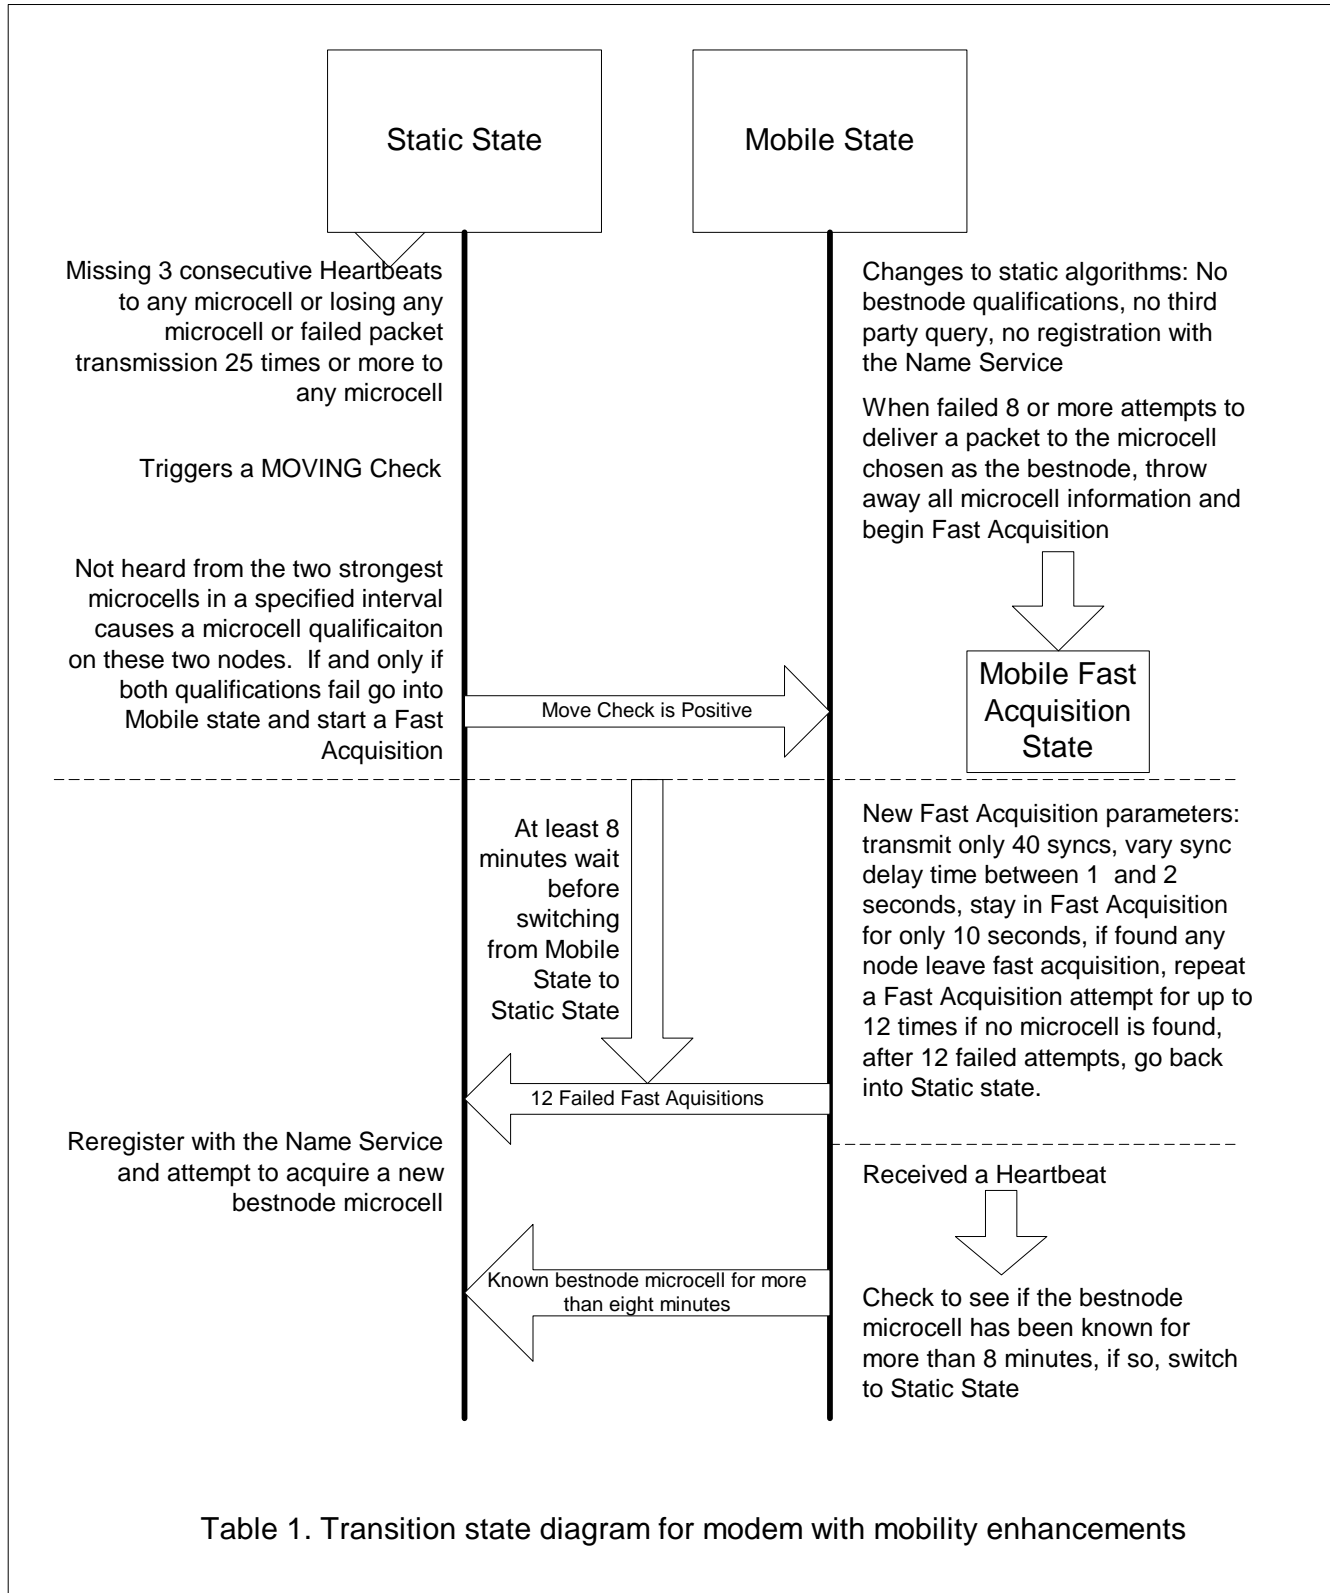 Static State
Mobile State
Missing 3 consecutive Heartbeats
to any microcell or losing any
microcell or failed packet
transmission 25 times or more to
any microcell
Triggers a MOVING Check
Not heard from the two strongest
microcells in a specified interval
causes a microcell qualificaiton
on these two nodes.  If and only if
both qualifications fail go into
Mobile state and start a Fast
Acquisition
Changes to static algorithms: No
bestnode qualifications, no third
party query, no registration with
the Name Service
When failed 8 or more attempts to
deliver a packet to the microcell
chosen as the bestnode, throw
away all microcell information and
begin Fast Acquisition
Mobile Fast
Acquisition
State
Move Check is Positive
At least 8
minutes wait
before
switching
from Mobile
State to
Static State
New Fast Acquisition parameters:
transmit only 40 syncs, vary sync
delay time between 1  and 2
seconds, stay in Fast Acquisition
for only 10 seconds, if found any
node leave fast acquisition, repeat
a Fast Acquisition attempt for up to
12 times if no microcell is found,
after 12 failed attempts, go back
into Static state.
12 Failed Fast Aquisitions
Reregister with the Name Service
and attempt to acquire a new
bestnode microcell
Received a Heartbeat
Known bestnode microcell for more
than eight minutes
Check to see if the bestnode
microcell has been known for
more than 8 minutes, if so, switch
to Static State
Table 1. Transition state diagram for modem with mobility enhancements